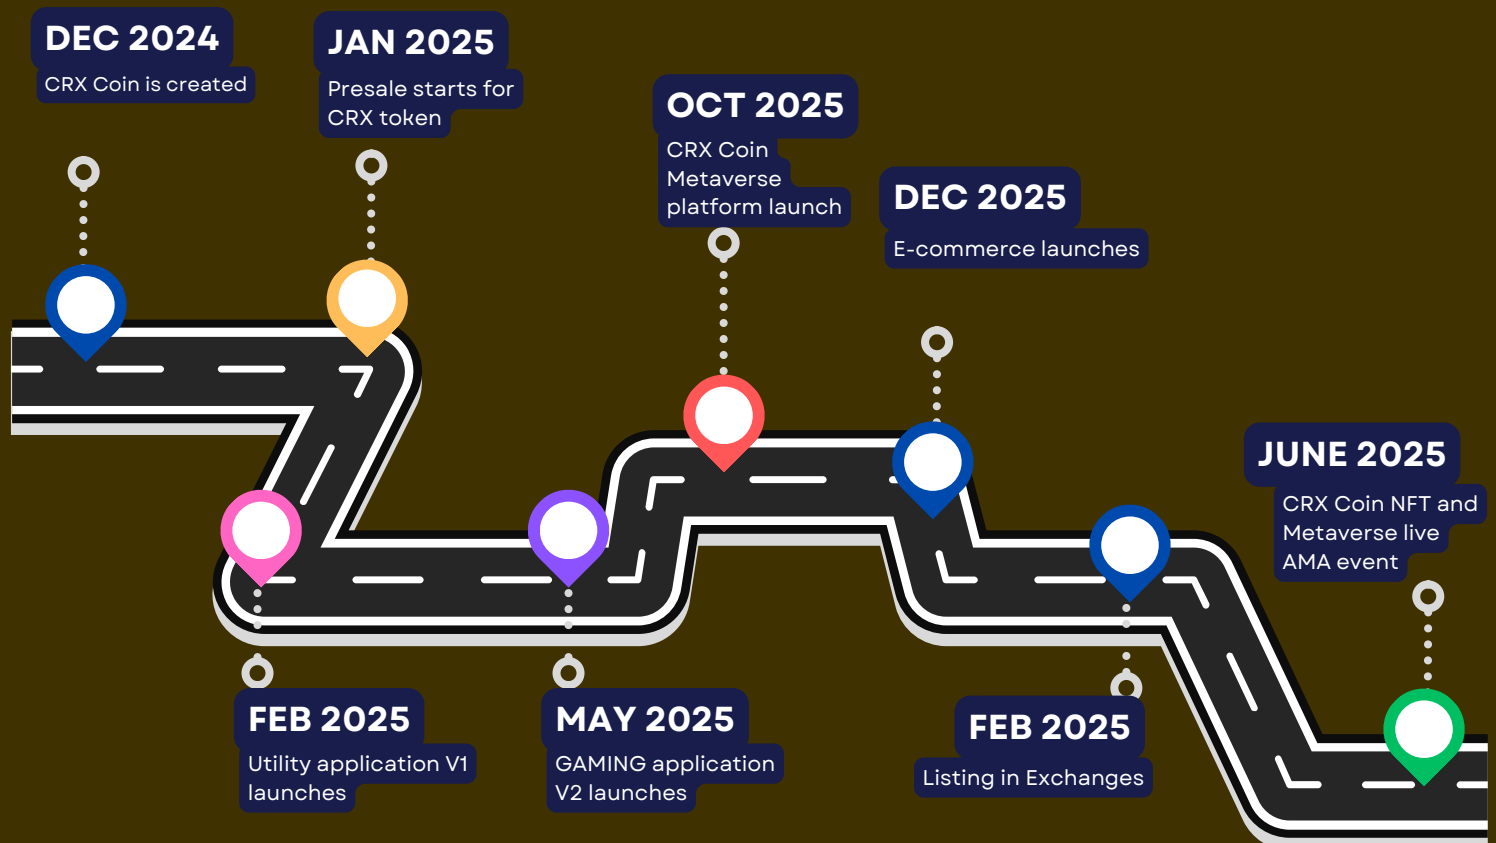 DEC 2024
CRX Coin is created
JAN 2025
Presale starts for
CRX token
OCT 2025
CRX Coin
Metaverse
platform launch
DEC 2025
E-commerce launches
JUNE 2025
CRX Coin NFT and
Metaverse live
AMA event
FEB 2025
Utility application V1
launches
MAY 2025
GAMING application
V2 launches
FEB 2025
Listing in Exchanges